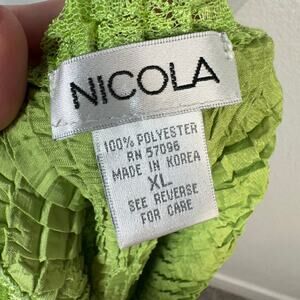 NICOLA
100% POLYESTER
RN 57096
MADE IN KOREA
XL
SEE REVERSE
FOR CARE